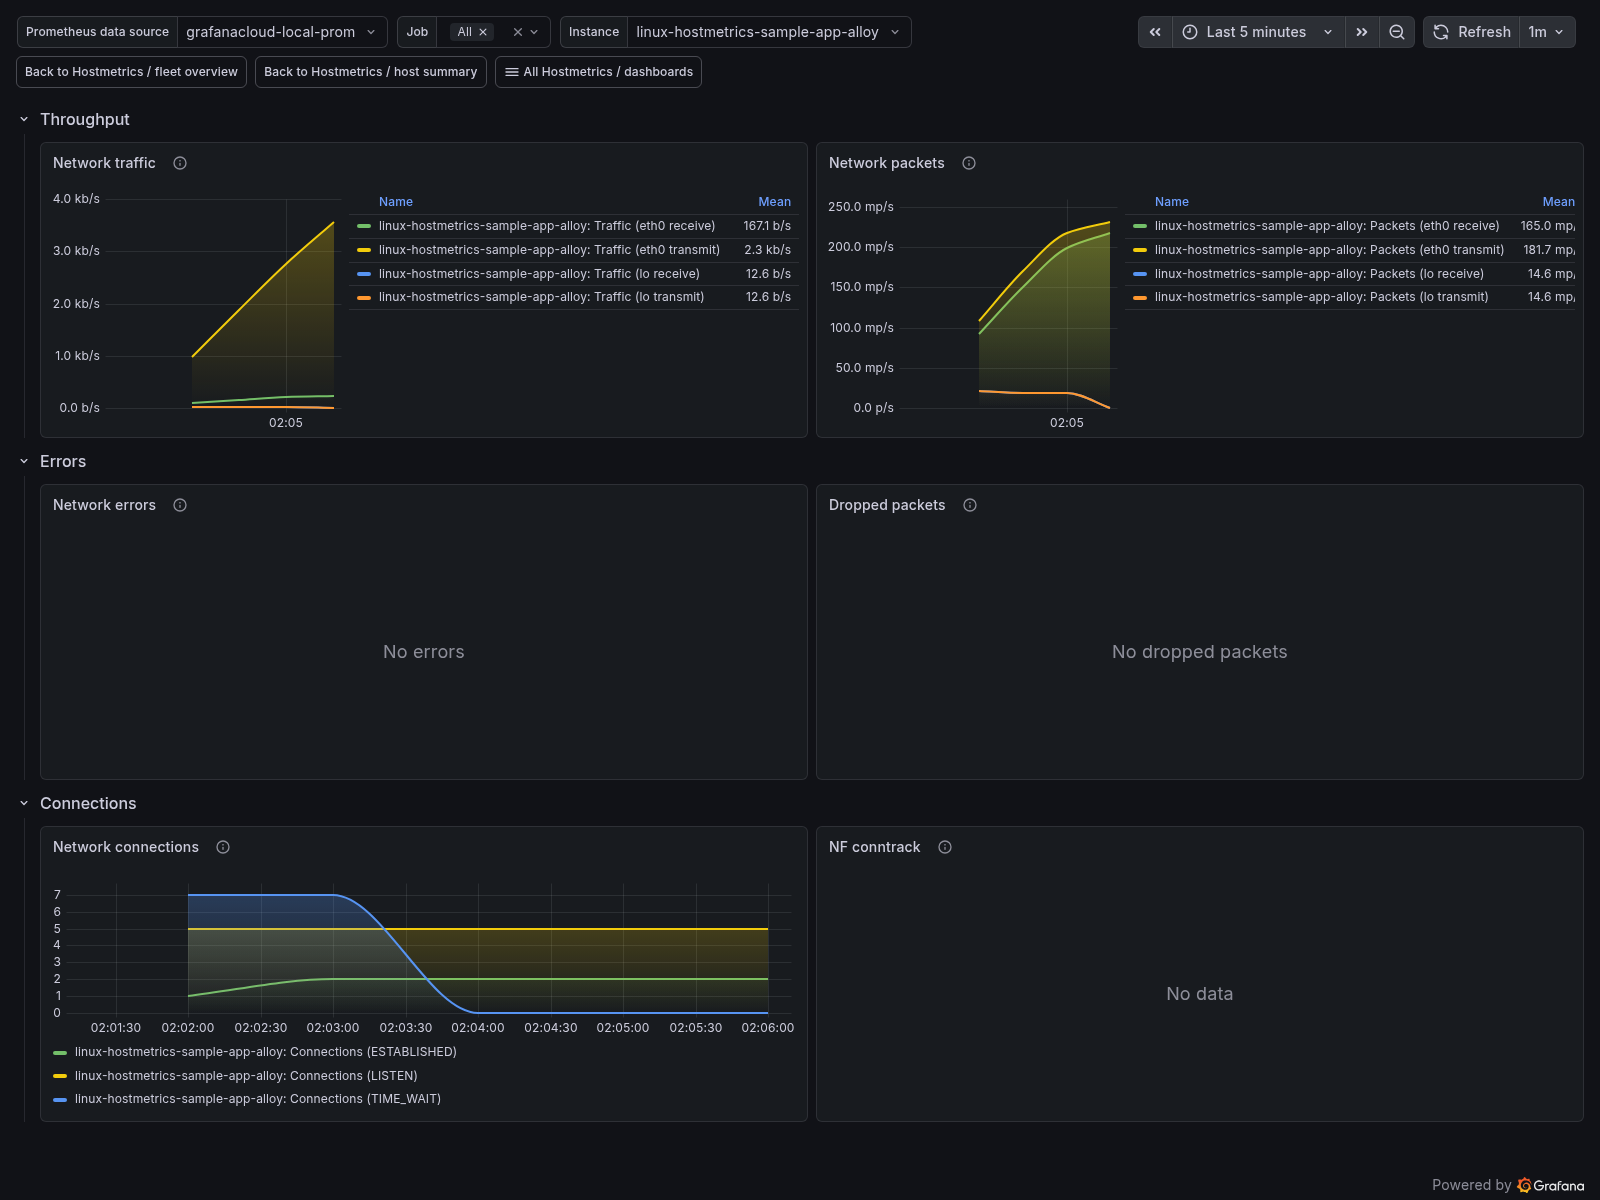 Prometheus data source grafanacloud-local-prom Job All Instance linux-hostmetrics-sample-app-alloy Last 5 minutes Refresh 1m
Back to Hostmetrics / fleet overview Back to Hostmetrics / host summary All Hostmetrics / dashboards
Throughput
Network traffic
4.0 kb/s
3.0 kb/s
2.0 kb/s
1.0 kb/s
0.0 b/s
02:05
Name Mean
linux-hostmetrics-sample-app-alloy: Traffic (eth0 receive) 167.1 b/s
linux-hostmetrics-sample-app-alloy: Traffic (eth0 transmit) 2.3 kb/s
linux-hostmetrics-sample-app-alloy: Traffic (lo receive) 12.6 b/s
linux-hostmetrics-sample-app-alloy: Traffic (lo transmit) 12.6 b/s
Network packets
250.0 mp/s
200.0 mp/s
150.0 mp/s
100.0 mp/s
50.0 mp/s
0.0 p/s
02:05
Name Mean
linux-hostmetrics-sample-app-alloy: Packets (eth0 receive) 165.0 mp/
linux-hostmetrics-sample-app-alloy: Packets (eth0 transmit) 181.7 mp/
linux-hostmetrics-sample-app-alloy: Packets (lo receive) 14.6 mp/
linux-hostmetrics-sample-app-alloy: Packets (lo transmit) 14.6 mp/
Errors
Network errors
No errors
Dropped packets
No dropped packets
Connections
Network connections
7
6
5
4
3
2
1
0
02:01:30 02:02:00 02:02:30 02:03:00 02:03:30 02:04:00 02:04:30 02:05:00 02:05:30 02:06:00
linux-hostmetrics-sample-app-alloy: Connections (ESTABLISHED)
linux-hostmetrics-sample-app-alloy: Connections (LISTEN)
linux-hostmetrics-sample-app-alloy: Connections (TIME_WAIT)
NF conntrack
No data
Powered by Grafana